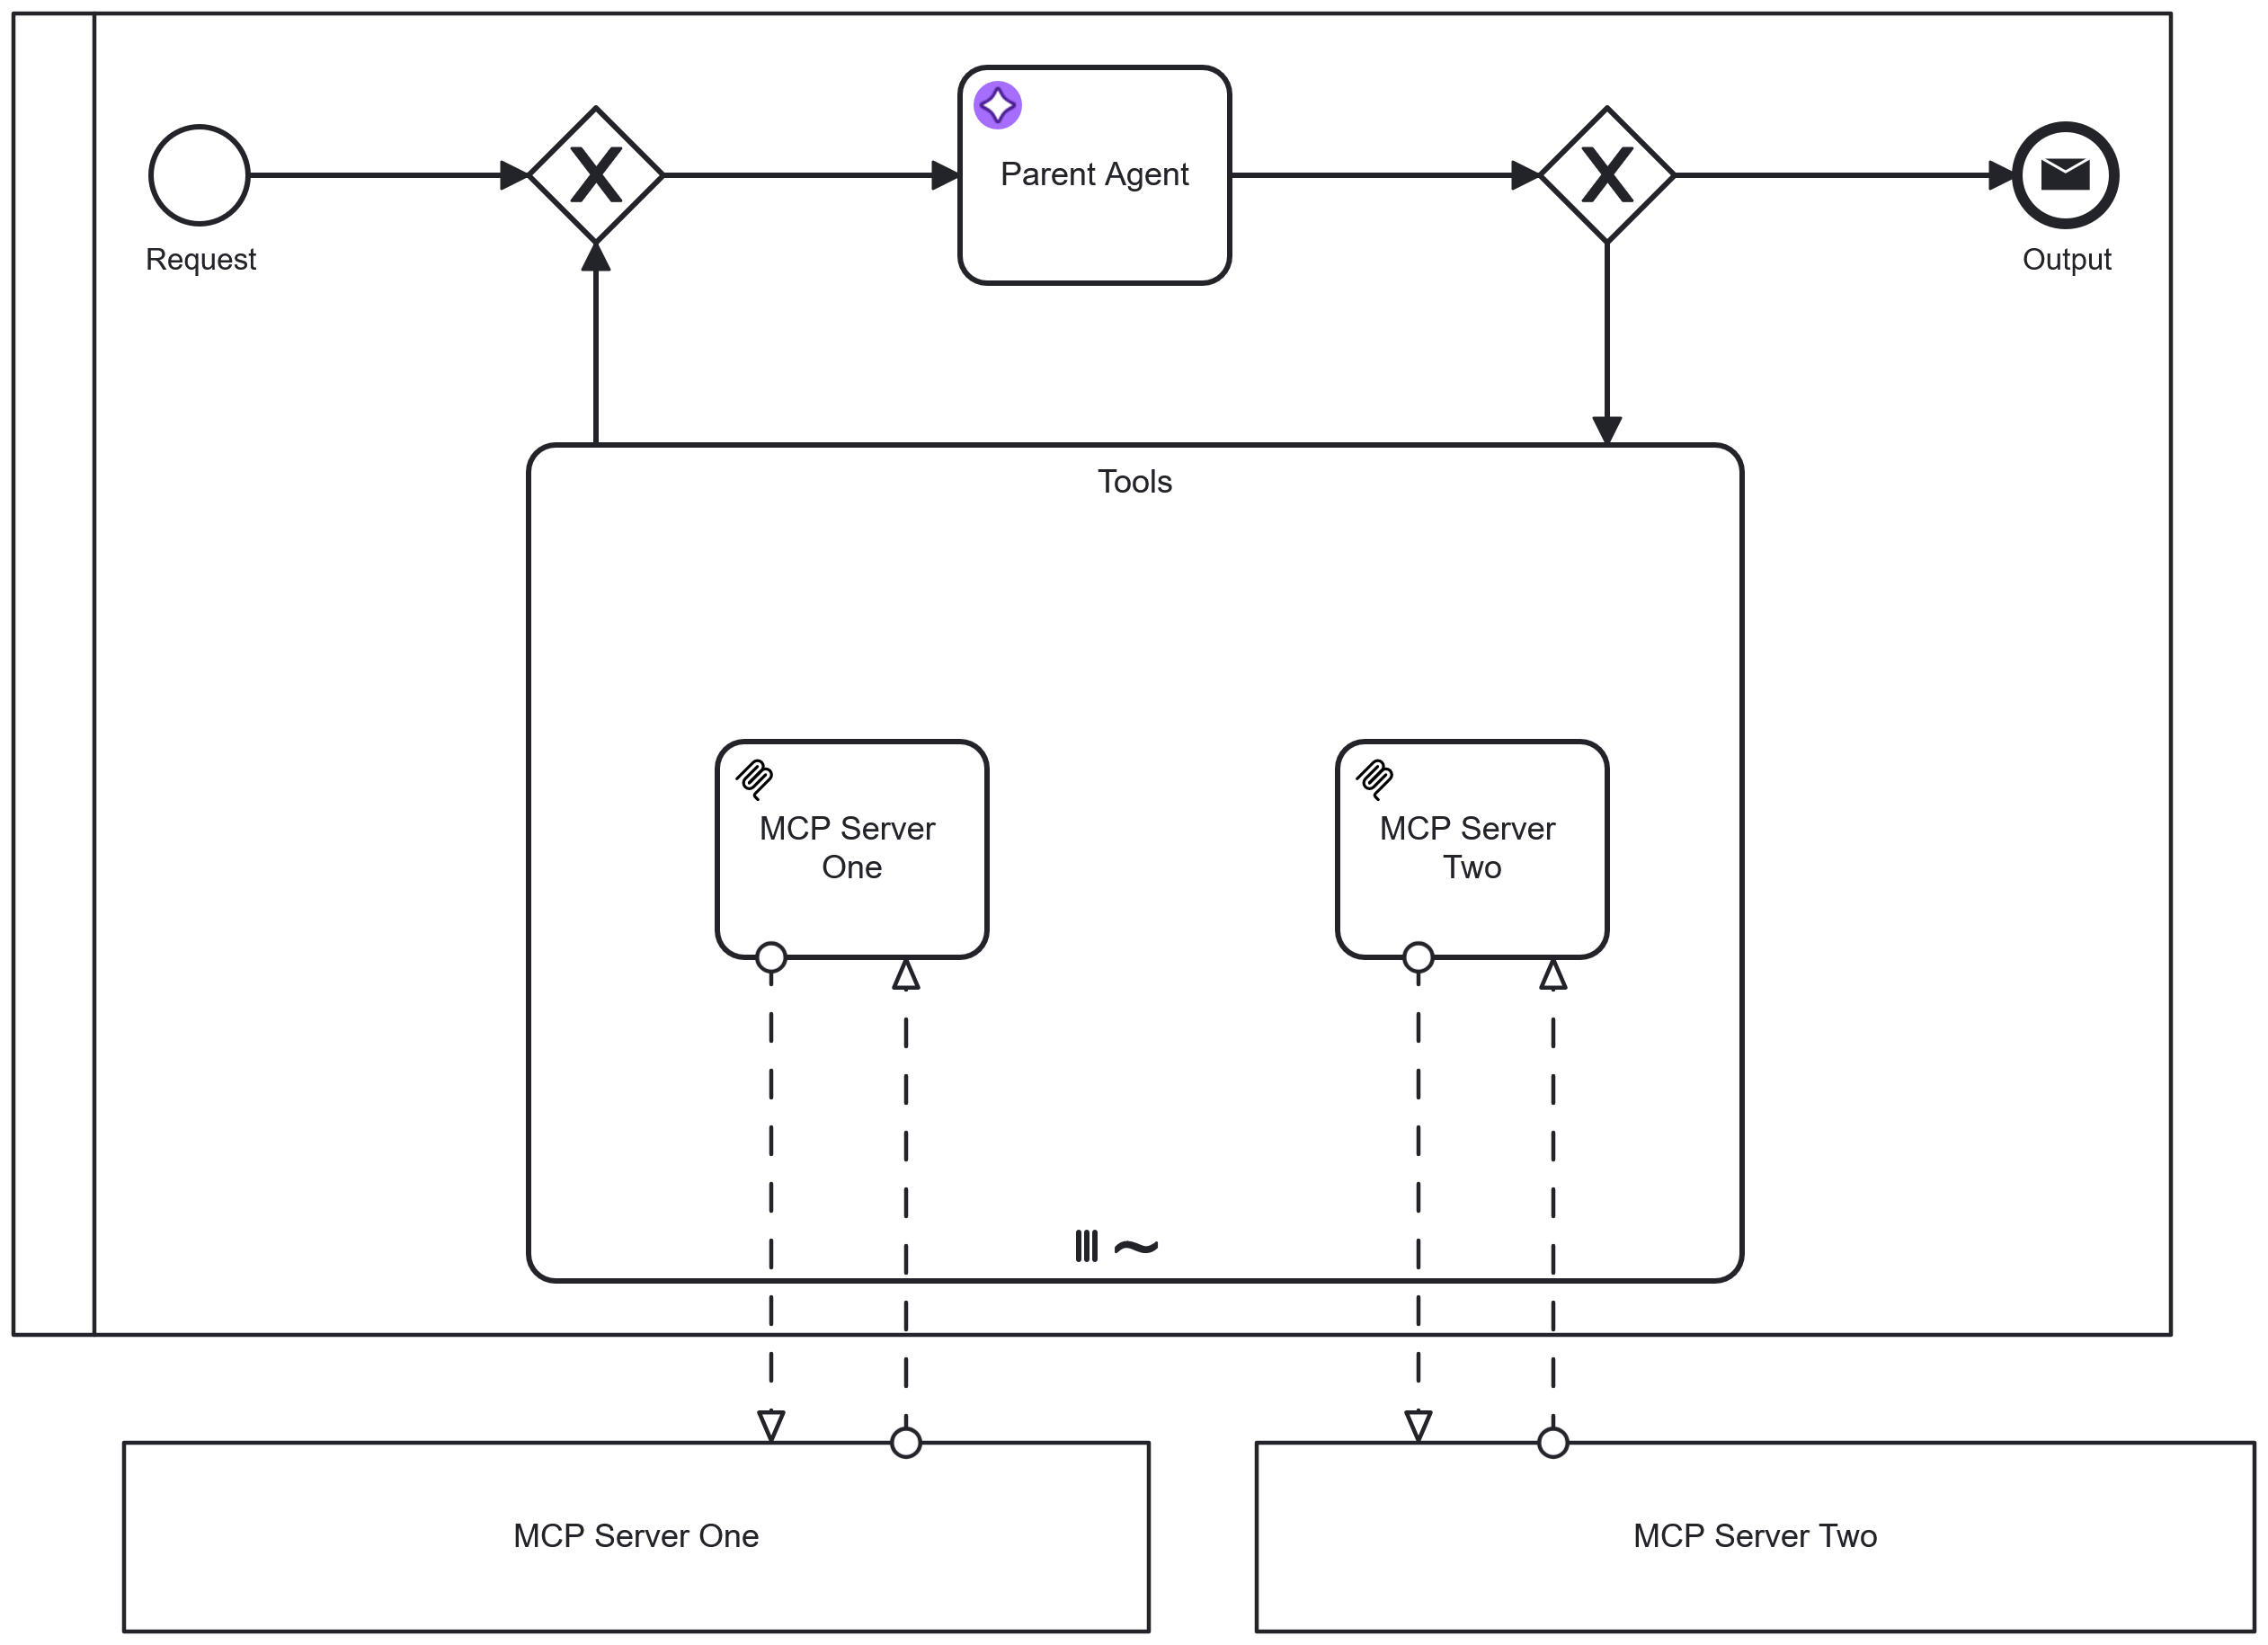 Parent Agent
Request
Output
Tools
MCP Server
One
MCP Server
Two
MCP Server One
MCP Server Two